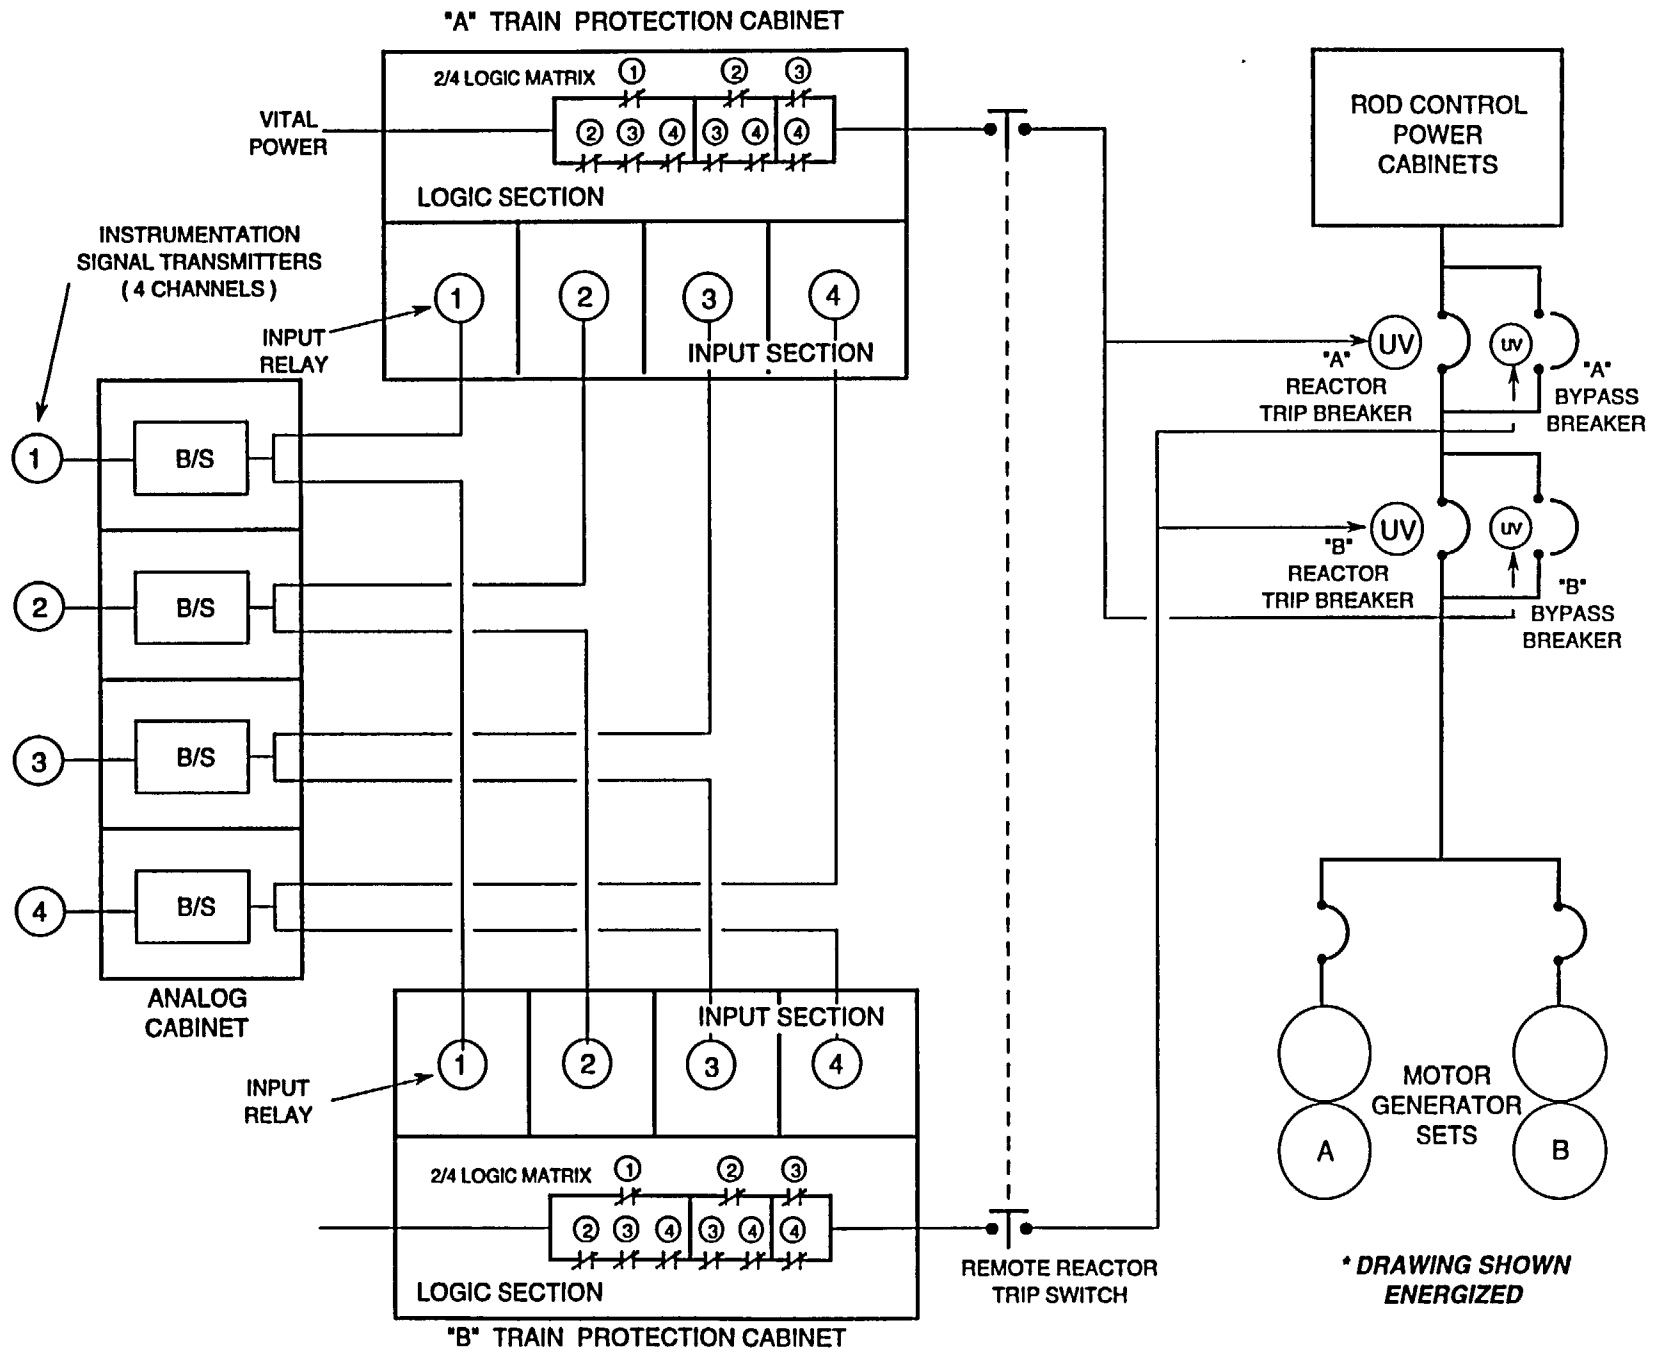 "A" TRAIN PROTECTION CABINET
2/4 LOGIC MATRIX
1
2
3
2
3
4
3
4
4
VITAL
POWER
LOGIC SECTION
INSTRUMENTATION
SIGNAL TRANSMITTERS
( 4 CHANNELS )
INPUT
RELAY
1
2
3
4
INPUT SECTION
1
B/S
2
B/S
3
B/S
4
B/S
ANALOG
CABINET
INPUT SECTION
1
2
3
4
INPUT
RELAY
2/4 LOGIC MATRIX
1
2
3
2
3
4
3
4
4
LOGIC SECTION
"B" TRAIN PROTECTION CABINET
REMOTE REACTOR
TRIP SWITCH
ROD CONTROL
POWER
CABINETS
UV
UV
"A"
REACTOR
TRIP BREAKER
"A"
BYPASS
BREAKER
UV
UV
"B"
REACTOR
TRIP BREAKER
"B"
BYPASS
BREAKER
MOTOR
GENERATOR
SETS
A
B
* DRAWING SHOWN
ENERGIZED